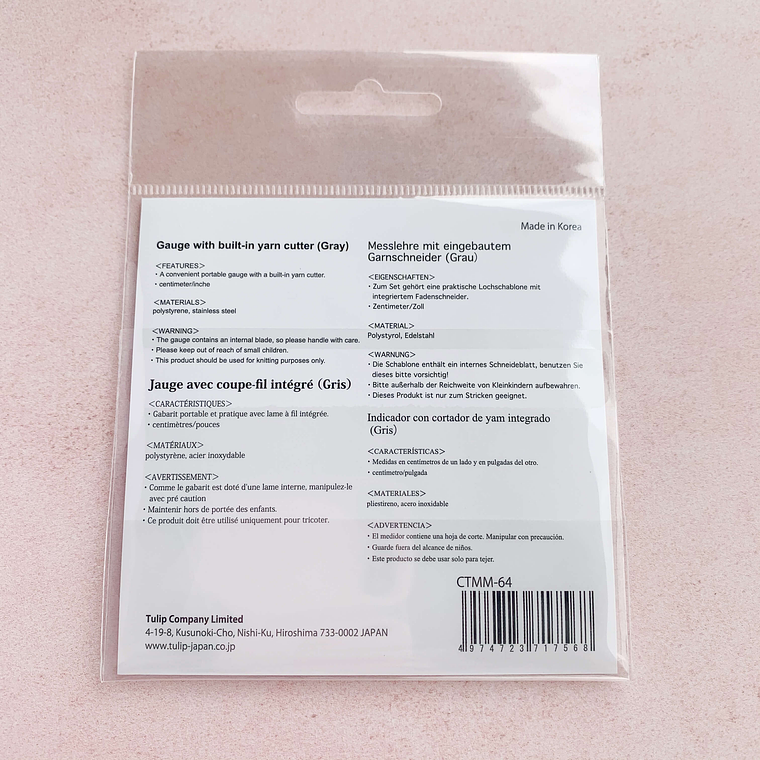 Made in Korea
Gauge with built-in yarn cutter (Gray)
<FEATURES>
・A convenient portable gauge with a built-in yarn cutter.
・centimeter/inche
<MATERIALS>
polystyrene, stainless steel
<WARNING>
・The gauge contains an internal blade, so please handle with care.
・Please keep out of reach of small children.
・This product should be used for knitting purposes only.
Jauge avec coupe-fil intégré (Gris)
<CARACTÉRISTIQUES>
・Gabarit portable et pratique avec lame à fil intégrée.
・centimètres/pouces
<MATÉRIAUX>
polystyrène, acier inoxydable
<AVERTISSEMENT>
・Comme le gabarit est doté d'une lame interne, manipulez-le
avec pré caution
・Maintenir hors de portée des enfants.
・Ce produit doit être utilisé uniquement pour tricoter.
Messlehre mit eingebautem
Garnschneider (Grau)
<EIGENSCHAFTEN>
・Zum Set gehört eine praktische Lochschablone mit
integriertem Fadenschneider.
・Zentimeter/Zoll
<MATERIAL>
Polystyrol, Edelstahl
<WARNUNG>
・Die Schablone enthält ein internes Schneideblatt, benutzen Sie
dieses bitte vorsichtig!
・Bitte außerhalb der Reichweite von Kleinkindern aufbewahren.
・Dieses Produkt ist nur zum Stricken geeignet.
Indicador con cortador de yam integrado
(Gris)
<CARACTERÍSTICAS>
・Medidas en centímetros de un lado y en pulgadas del otro.
・centímetro/pulgada
<MATERIALES>
pliestireno, acero inoxidable
<ADVERTENCIA>
・El medidor contiene una hoja de corte. Manipular con precaución.
・Guarde fuera del alcance de niños.
・Este producto se debe usar solo para tejer.
CTMM-64
4 974723 717568
Tulip Company Limited
4-19-8, Kusunoki-Cho, Nishi-Ku, Hiroshima 733-0002 JAPAN
www.tulip-japan.co.jp